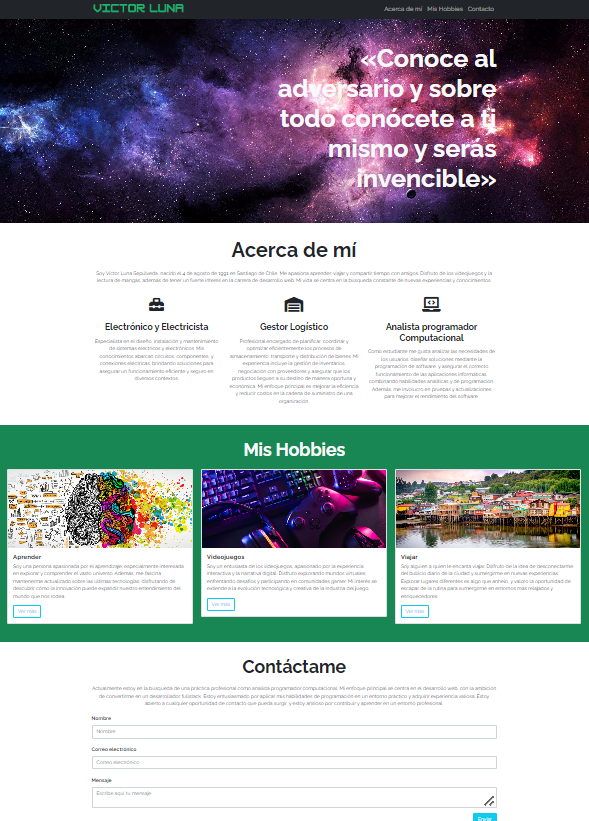 VICTOR LUNA
Acerca de mí Mis Hobbies Contacto
«Conoce al
adversario y sobre
todo conócete a ti
mismo y serás
invencible»
Acerca de mí
Soy Victor Luna Sepúlveda, nacido el 4 de agosto de 1991 en Santiago de Chile. Me apasiona aprender, viajar y compartir tiempo con amigos. Disfruto de los videojuegos y la
lectura de mangas, además de tener un fuerte interés en la carrera de desarrollo web. Mi vida se centra en la búsqueda constante de nuevas experiencias y conocimientos.
Electrónico y Electricista
Especialista en el diseño, instalación y mantenimiento
de sistemas eléctricos y electrónicos. Mis
conocimientos abarcan circuitos, componentes, y
conexiones eléctricas, brindando soluciones para
asegurar un funcionamiento eficiente y seguro en
diversos contextos.
Gestor Logístico
Profesional encargado de planificar, coordinar y
optimizar eficientemente los procesos de
almacenamiento, transporte y distribución de bienes. Mi
experiencia incluye la gestión de inventarios,
negociación con proveedores y asegurar que los
productos lleguen a su destino de manera oportuna y
económica. Mi enfoque principal es mejorar la eficiencia
y reducir costos en la cadena de suministro de una
organización.
Analista programador
Computacional
Como estudiante me gusta analizar las necesidades de
los usuarios, diseñar soluciones mediante la
programación de software, y asegurar el correcto
funcionamiento de las aplicaciones informáticas,
combinando habilidades analíticas y de programación.
Además, me involucro en pruebas y actualizaciones
para mejorar el rendimiento del software.
Mis Hobbies
Aprender
Soy una persona apasionada por el aprendizaje, especialmente interesada
en explorar y comprender el vasto universo. Además, me fascina
mantenerme actualizado sobre las últimas tecnologías, disfrutando de
descubrir cómo la innovación puede expandir nuestro entendimiento del
mundo que nos rodea.
Ver más
Videojuegos
Soy un entusiasta de los videojuegos, apasionado por la experiencia
interactiva y la narrativa digital. Disfruto explorando mundos virtuales,
enfrentando desafíos y participando en comunidades gamer. Mi interés se
extiende a la evolución tecnológica y creativa de la industria del juego.
Ver más
Viajar
Soy alguien a quien le encanta viajar. Disfruto de la idea de desconectarme
del bullicio diario de la ciudad y sumergirme en nuevas experiencias.
Explorar lugares diferentes es algo que anhelo, y valoro la oportunidad de
escapar de la rutina para sumergirme en entornos más relajados y
enriquecedores.
Ver más
Contáctame
Actualmente estoy en la búsqueda de una práctica profesional como analista programador computacional. Mi enfoque principal se centra en el desarrollo web, con la ambición
de convertirme en un desarrollador fullstack. Estoy entusiasmado por aplicar mis habilidades de programación en un entorno práctico y adquirir experiencia valiosa. Estoy
abierto a cualquier oportunidad de contacto que pueda surgir, y estoy ansioso por contribuir y aprender en un entorno profesional.
Nombre
Nombre
Correo electrónico
Correo electrónico
Mensaje
Escribe aquí tu mensaje
Enviar